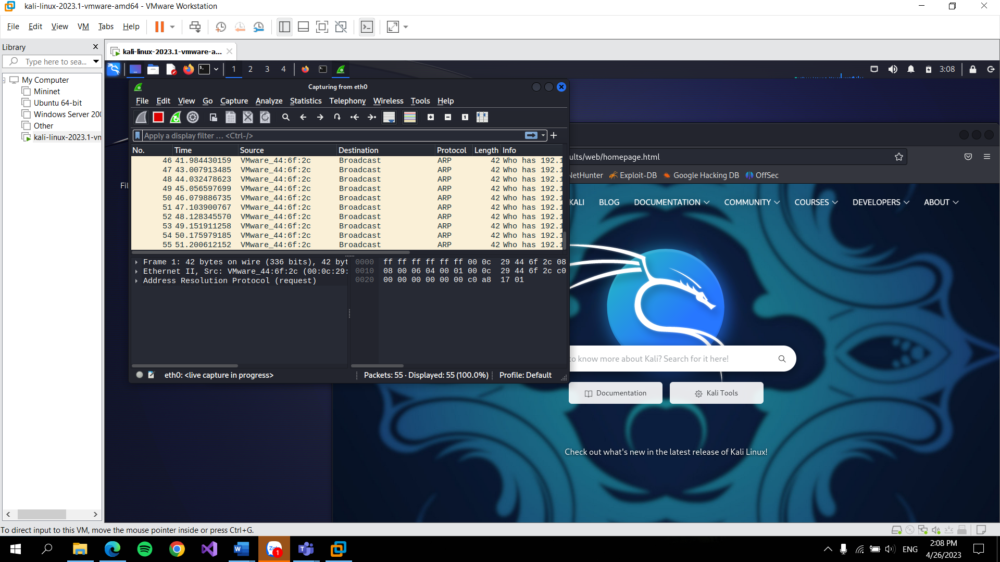 kali-linux-2023.1-vmware-amd64 - VMware Workstation
File Edit View VM Tabs Help
Library
Type here to sea...
My Computer
Mininet
Ubuntu 64-bit
Windows Server 200
Other
kali-linux-2023.1-vn
kali-linux-2023.1-vmware-a...
1 2 3 4
3:08
Fil
Capturing from eth0
File Edit View Go Capture Analyze Statistics Telephony Wireless Tools Help
Apply a display filter ... <Ctrl-/>
No. Time Source Destination Protocol Length Info
46 41.984430159 VMware_44:6f:2c Broadcast ARP 42 Who has 192.1
47 43.007913485 VMware_44:6f:2c Broadcast ARP 42 Who has 192.1
48 44.032478623 VMware_44:6f:2c Broadcast ARP 42 Who has 192.1
49 45.056597699 VMware_44:6f:2c Broadcast ARP 42 Who has 192.1
50 46.079886735 VMware_44:6f:2c Broadcast ARP 42 Who has 192.1
51 47.103900767 VMware_44:6f:2c Broadcast ARP 42 Who has 192.1
52 48.128345570 VMware_44:6f:2c Broadcast ARP 42 Who has 192.1
53 49.151911258 VMware_44:6f:2c Broadcast ARP 42 Who has 192.1
54 50.175979185 VMware_44:6f:2c Broadcast ARP 42 Who has 192.1
55 51.200612152 VMware_44:6f:2c Broadcast ARP 42 Who has 192.1
Frame 1: 42 bytes on wire (336 bits), 42 byt
Ethernet II, Src: VMware_44:6f:2c (00:0c:29:
Address Resolution Protocol (request)
0000 ff ff ff ff ff ff 00 0c 29 44 6f 2c 08
0010 08 00 06 04 00 01 00 0c 29 44 6f 2c c0
0020 00 00 00 00 00 00 c0 a8 17 01
eth0: <live capture in progress>
Packets: 55 · Displayed: 55 (100.0%)
Profile: Default
ults/web/homepage.html
NetHunter Exploit-DB Google Hacking DB OffSec
KALI BLOG DOCUMENTATION COMMUNITY COURSES DEVELOPERS ABOUT
to know more about Kali? Search for it here!
Documentation
Kali Tools
Check out what's new in the latest release of Kali Linux!
To direct input to this VM, move the mouse pointer inside or press Ctrl+G.
1
ENG
2:08 PM
4/26/2023